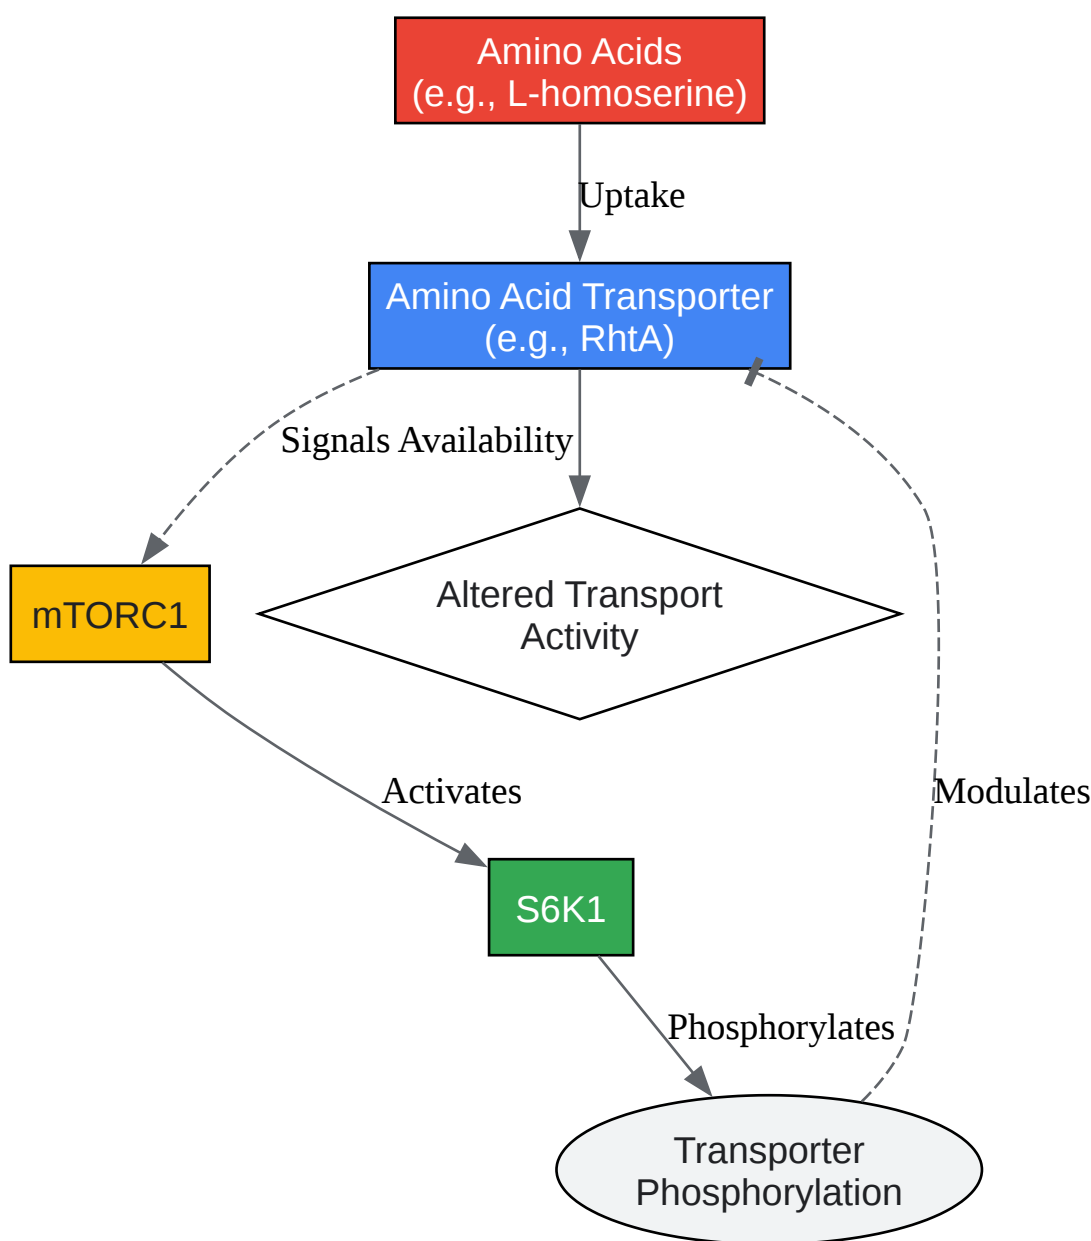 Amino Acids
(e.g., L-homoserine)
Uptake
Amino Acid Transporter
(e.g., RhtA)
Signals Availability
Altered Transport
Activity
mTORC1
Activates
Modulates
S6K1
Phosphorylates
Transporter
Phosphorylation